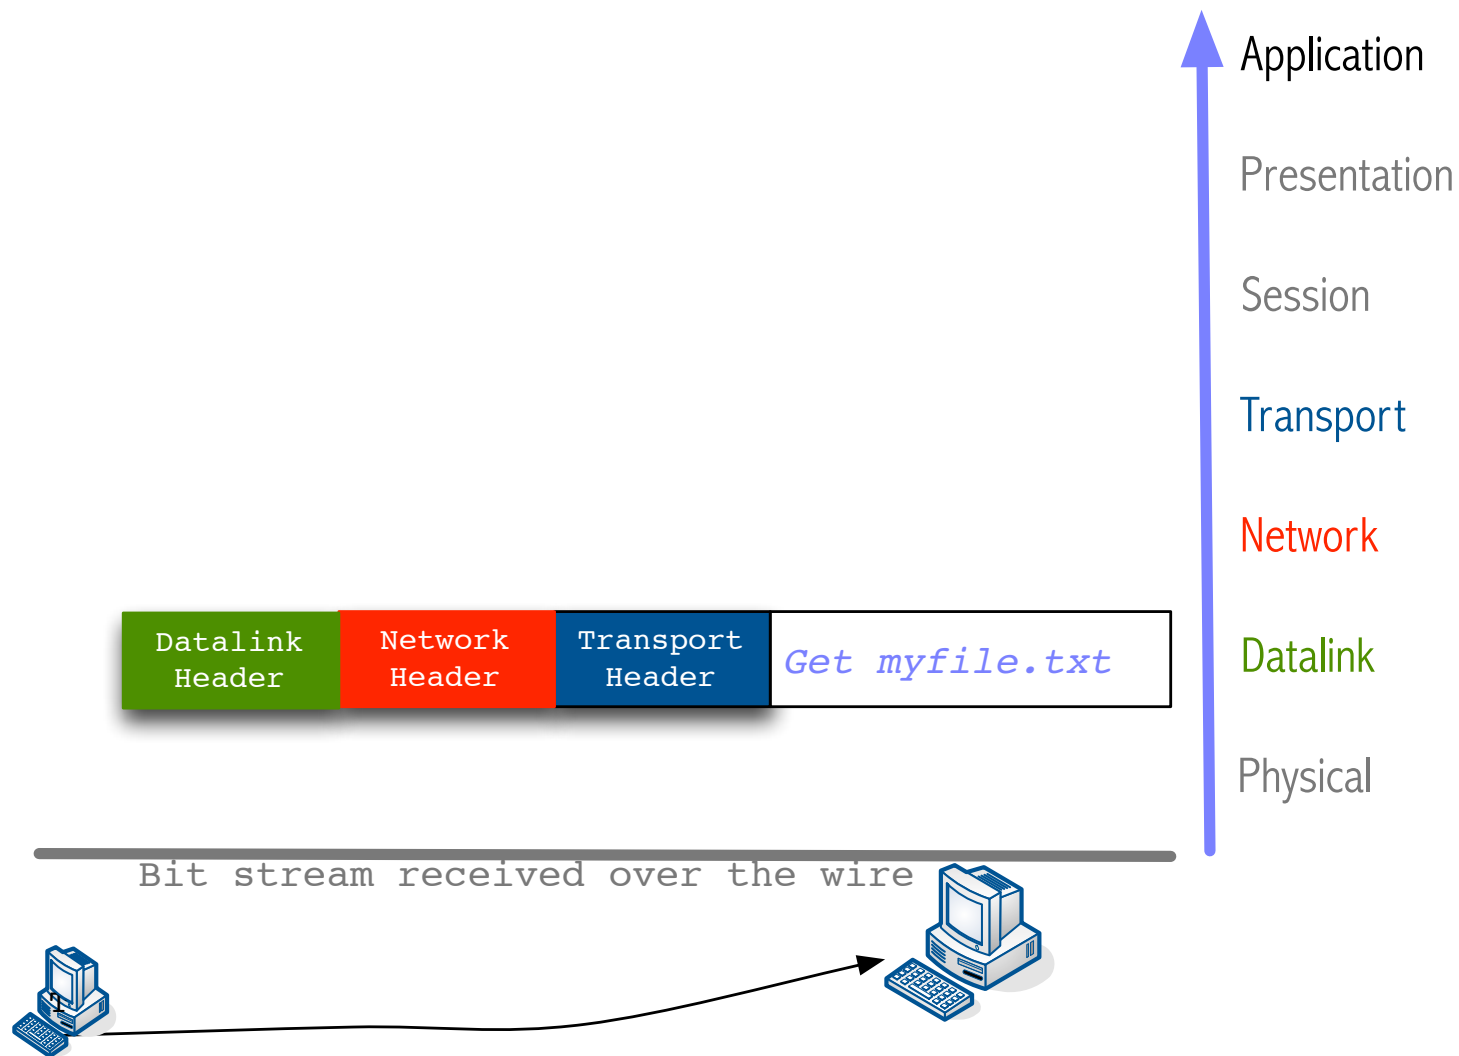 Application
Presentation
Session
Transport
Network
Datalink
Physical
Datalink
Header
Network
Header
Transport
Header
Get myfile.txt
Bit stream received over the wire
1